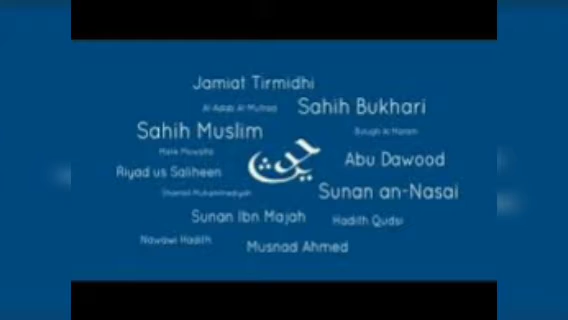 Jamiat Tirmidhi
Al Adab Al Mufrad
Sahih Bukhari
Sahih Muslim
Bulugh Al Maram
Malik Muwatta
حديث
Abu Dawood
Riyad us Saliheen
Shamail Muhammadiyah
Sunan an-Nasai
Sunan Ibn Majah
Hadith Qudsi
Nawawi Hadith
Musnad Ahmed